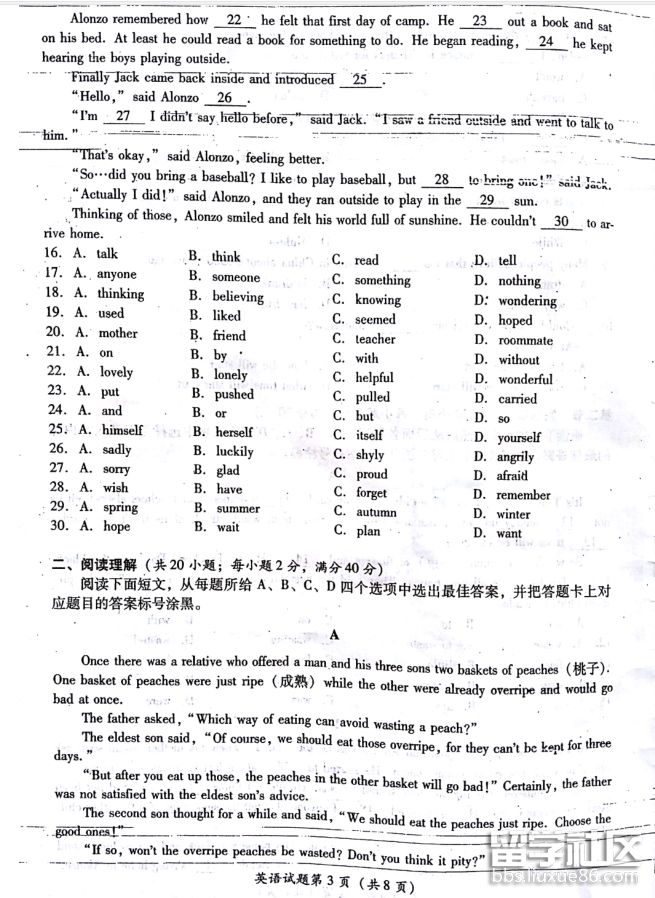 Alonzo remembered how 22 he felt that first day of camp. He 23 out a book and sat
on his bed. At least he could read a book for something to do. He began reading, 24 he kept
hearing the boys playing outside.
Finally Jack came back inside and introduced 25 .
"Hello," said Alonzo 26 .
"I'm 27 I didn't say hello before," said Jack. "I saw a friend outside and went to talk to
him."
"That's okay," said Alonzo, feeling better.
"So…did you bring a baseball? I like to play baseball, but 28 to bring one!" said Jack.
"Actually I did!" said Alonzo, and they ran outside to play in the 29 sun.
Thinking of those, Alonzo smiled and felt his world full of sunshine. He couldn't 30 to ar-
rive home.
16. A. talk B. think C. read D. tell
17. A. anyone B. someone C. something D. nothing
18. A. thinking B. believing C. knowing D. wondering
19. A. used B. liked C. seemed D. hoped
20. A. mother B. friend C. teacher D. roommate
21. A. on B. by C. with D. without
22. A. lovely B. lonely C. helpful D. wonderful
23. A. put B. pushed C. pulled D. carried
24. A. and B. or C. but D. so
25. A. himself B. herself C. itself D. yourself
26. A. sadly B. luckily C. shyly D. angrily
27. A. sorry B. glad C. proud D. afraid
28. A. wish B. have C. forget D. remember
29. A. spring B. summer C. autumn D. winter
30. A. hope B. wait C. plan D. want
二、阅读理解（共20小题；每小题2分，满分40分）
阅读下面短文，从每题所给A、B、C、D四个选项中选出最佳答案，并把答题卡上对
应题目的答案标号涂黑。
A
Once there was a relative who offered a man and his three sons two baskets of peaches（桃子）.
One basket of peaches were just ripe（成熟）while the other were already overripe and would go
bad at once.
The father asked, "Which way of eating can avoid wasting a peach?"
The eldest son said, "Of course, we should eat those overripe, for they can't be kept for three
days."
"But after you eat up those, the peaches in the other basket will go bad!" Certainly, the father
was not satisfied with the eldest son's advice.
The second son thought for a while and said, "We should eat the peaches just ripe. Choose the
good ones!"
"If so, won't the overripe peaches be wasted? Don't you think it pity?"
英语试题第3页（共8页）
留学社区
bbs.liuxue86.com